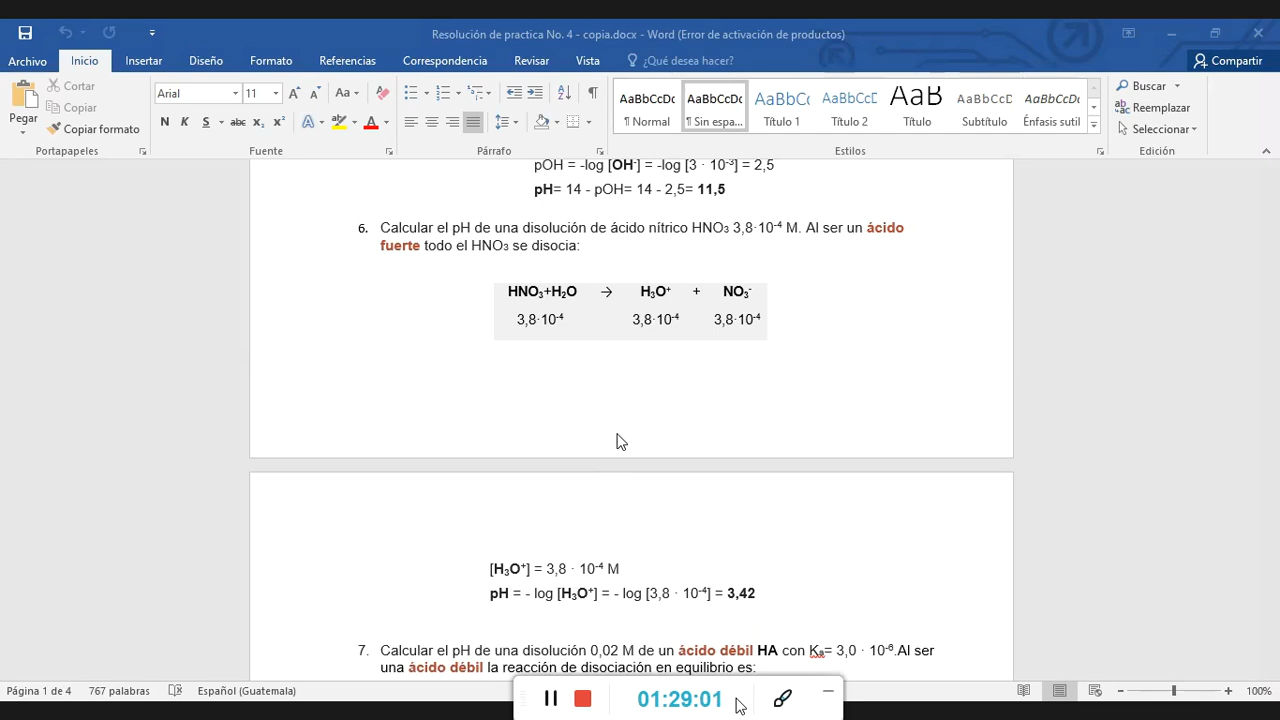 Resolución de practica No. 4 - copia.docx - Word (Error de activación de productos)
Archivo Inicio Insertar Diseño Formato Referencias Correspondencia Revisar Vista ¿Qué desea hacer? Compartir
Pegar
Cortar
Copiar
Copiar formato
Portapapeles
Arial 11
Aa
N K S abc x₂ x² A A
Fuente
Párrafo
AaBbCcDc AaBbCcDc AaBbCc AaBbCcC AaB AaBbCcD AaBbCcDc
¶ Normal ¶ Sin espa... Título 1 Título 2 Título Subtítulo Énfasis sutil
Estilos
Buscar
Reemplazar
Seleccionar
Edición
pOH = -log [OH⁻] = -log [3 · 10⁻³] = 2,5
pH= 14 - pOH= 14 - 2,5= 11,5
6. Calcular el pH de una disolución de ácido nítrico HNO₃ 3,8·10⁻⁴ M. Al ser un ácido
fuerte todo el HNO₃ se disocia:
HNO₃+H₂O → H₃O⁺ + NO₃⁻
3,8·10⁻⁴ 3,8·10⁻⁴ 3,8·10⁻⁴
[H₃O⁺] = 3,8 · 10⁻⁴ M
pH = - log [H₃O⁺] = - log [3,8 · 10⁻⁴] = 3,42
7. Calcular el pH de una disolución 0,02 M de un ácido débil HA con Kₐ= 3,0 · 10⁻⁶.Al ser
una ácido débil la reacción de disociación en equilibrio es:
Página 1 de 4 767 palabras Español (Guatemala) 100%
01:29:01